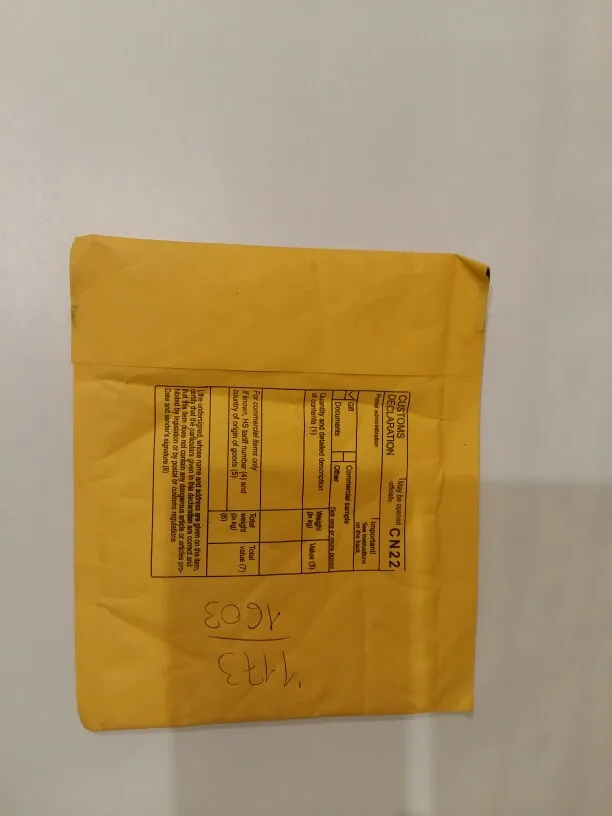 CUSTOMS
DECLARATION
May be opened
officially
CN22
Postal administration
Important!
See instructions
on the back
✓ Gift
Commercial sample
Documents
Other
Tick one or more boxes
Quantity and detailed description
of contents (1)
Weight
(in kg)
Value (3)
For commercial items only
If known, HS tariff number (4) and
country of origin of goods (5)
Total
weight
(in kg)
(6)
Total
value (7)
I, the undersigned, whose name and address are given on the item,
certify that the particulars given in this declaration are correct and
that this item does not contain any dangerous article or articles pro-
hibited by legislation or by postal or customs regulations
Date and sender's signature (8)
1173
1603